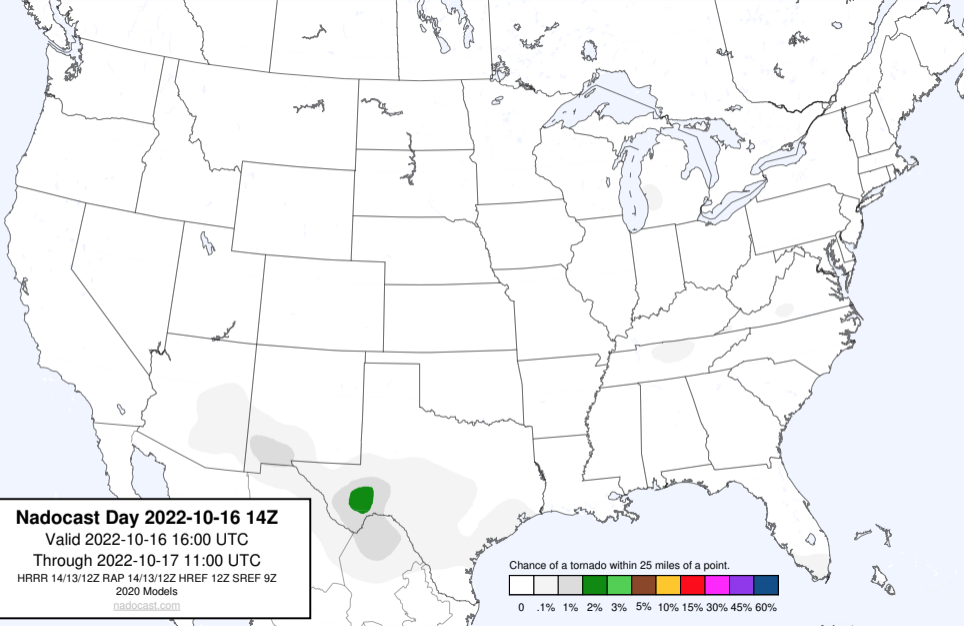 Nadocast Day 2022-10-16 14Z
Valid 2022-10-16 16:00 UTC
Through 2022-10-17 11:00 UTC
HRRR 14/13/12Z RAP 14/13/12Z HREF 12Z SREF 9Z
2020 Models
nadocast.com
Chance of a tornado within 25 miles of a point.
0 .1% 1% 2% 3% 5% 10% 15% 30% 45% 60%